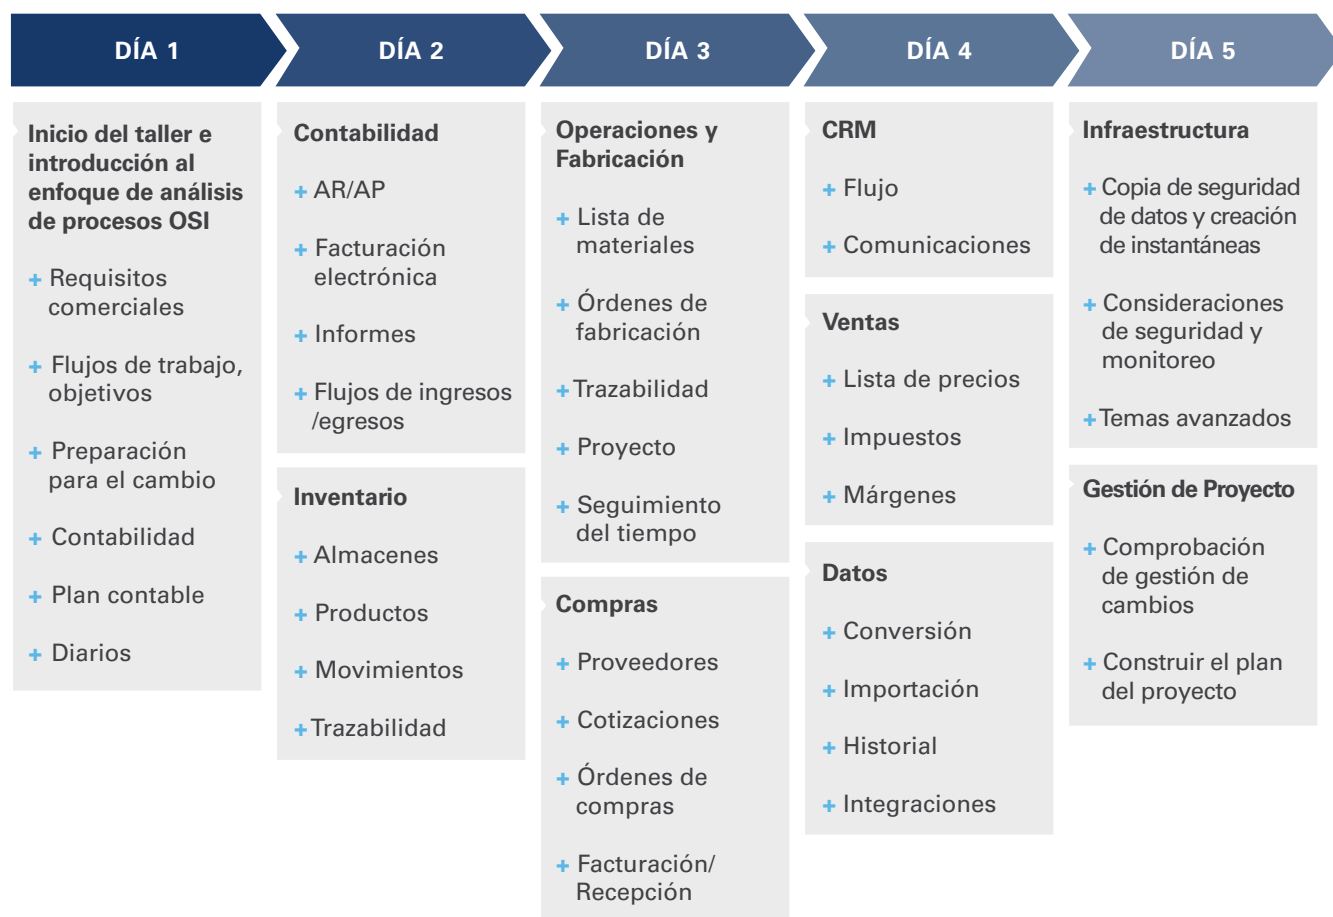 DÍA 1
DÍA 2
DÍA 3
DÍA 4
DÍA 5
Inicio del taller e
introducción al
enfoque de análisis
de procesos OSI
+ Requisitos
comerciales
+ Flujos de trabajo,
objetivos
+ Preparación
para el cambio
+ Contabilidad
+ Plan contable
+ Diarios
Contabilidad
+ AR/AP
+ Facturación
electrónica
+ Informes
+ Flujos de ingresos
/egresos
Inventario
+ Almacenes
+ Productos
+ Movimientos
+ Trazabilidad
Operaciones y
Fabricación
+ Lista de
materiales
+ Órdenes de
fabricación
+ Trazabilidad
+ Proyecto
+ Seguimiento
del tiempo
Compras
+ Proveedores
+ Cotizaciones
+ Órdenes de
compras
+ Facturación/
Recepción
CRM
+ Flujo
+ Comunicaciones
Ventas
+ Lista de precios
+ Impuestos
+ Márgenes
Datos
+ Conversión
+ Importación
+ Historial
+ Integraciones
Infraestructura
+ Copia de seguridad
de datos y creación
de instantáneas
+ Consideraciones
de seguridad y
monitoreo
+ Temas avanzados
Gestión de Proyecto
+ Comprobación
de gestión de
cambios
+ Construir el plan
del proyecto